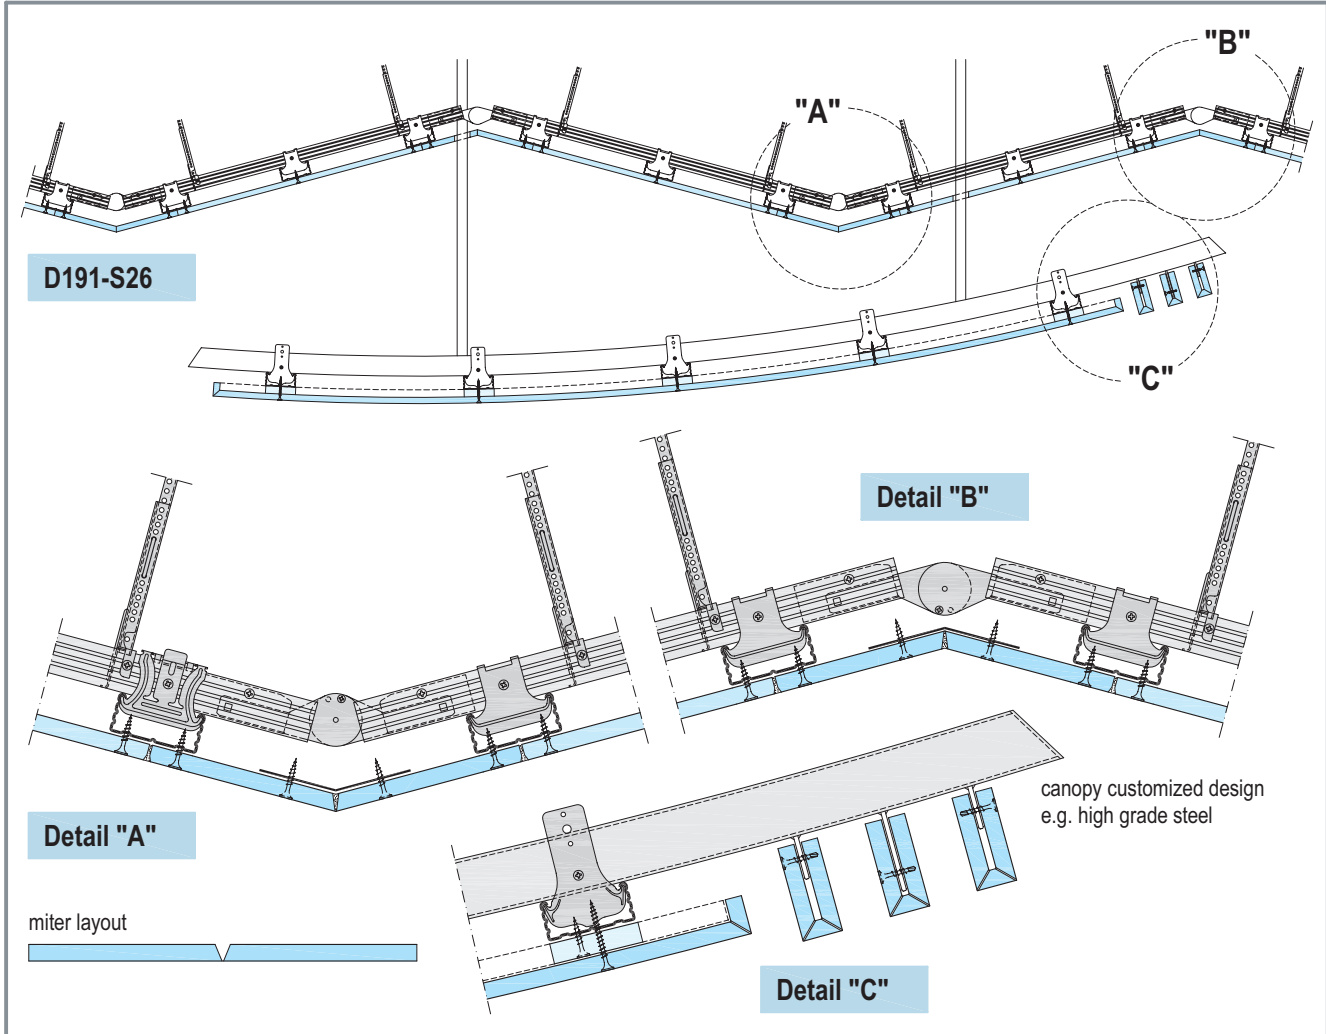 "B"
"A"
D191-S26
"C"
Detail "B"
canopy customized design
e.g. high grade steel
Detail "A"
miter layout
Detail "C"